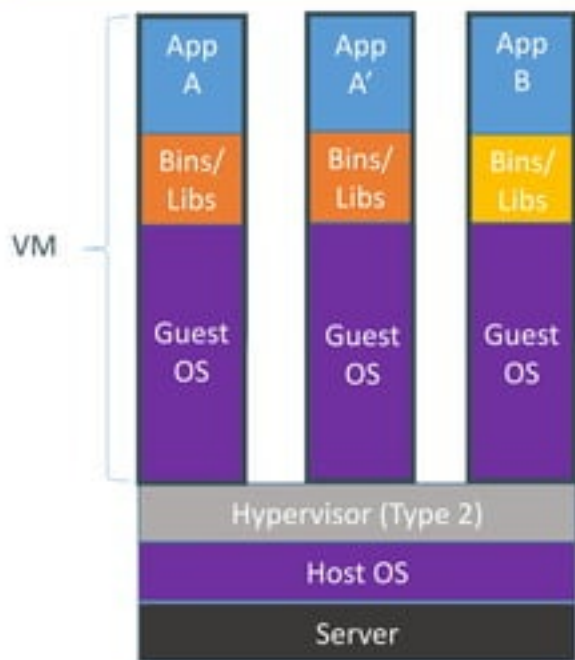 App
A
App
A′
App
B
Bins/
Libs
Bins/
Libs
Bins/
Libs
VM
Guest
OS
Guest
OS
Guest
OS
Hypervisor (Type 2)
Host OS
Server